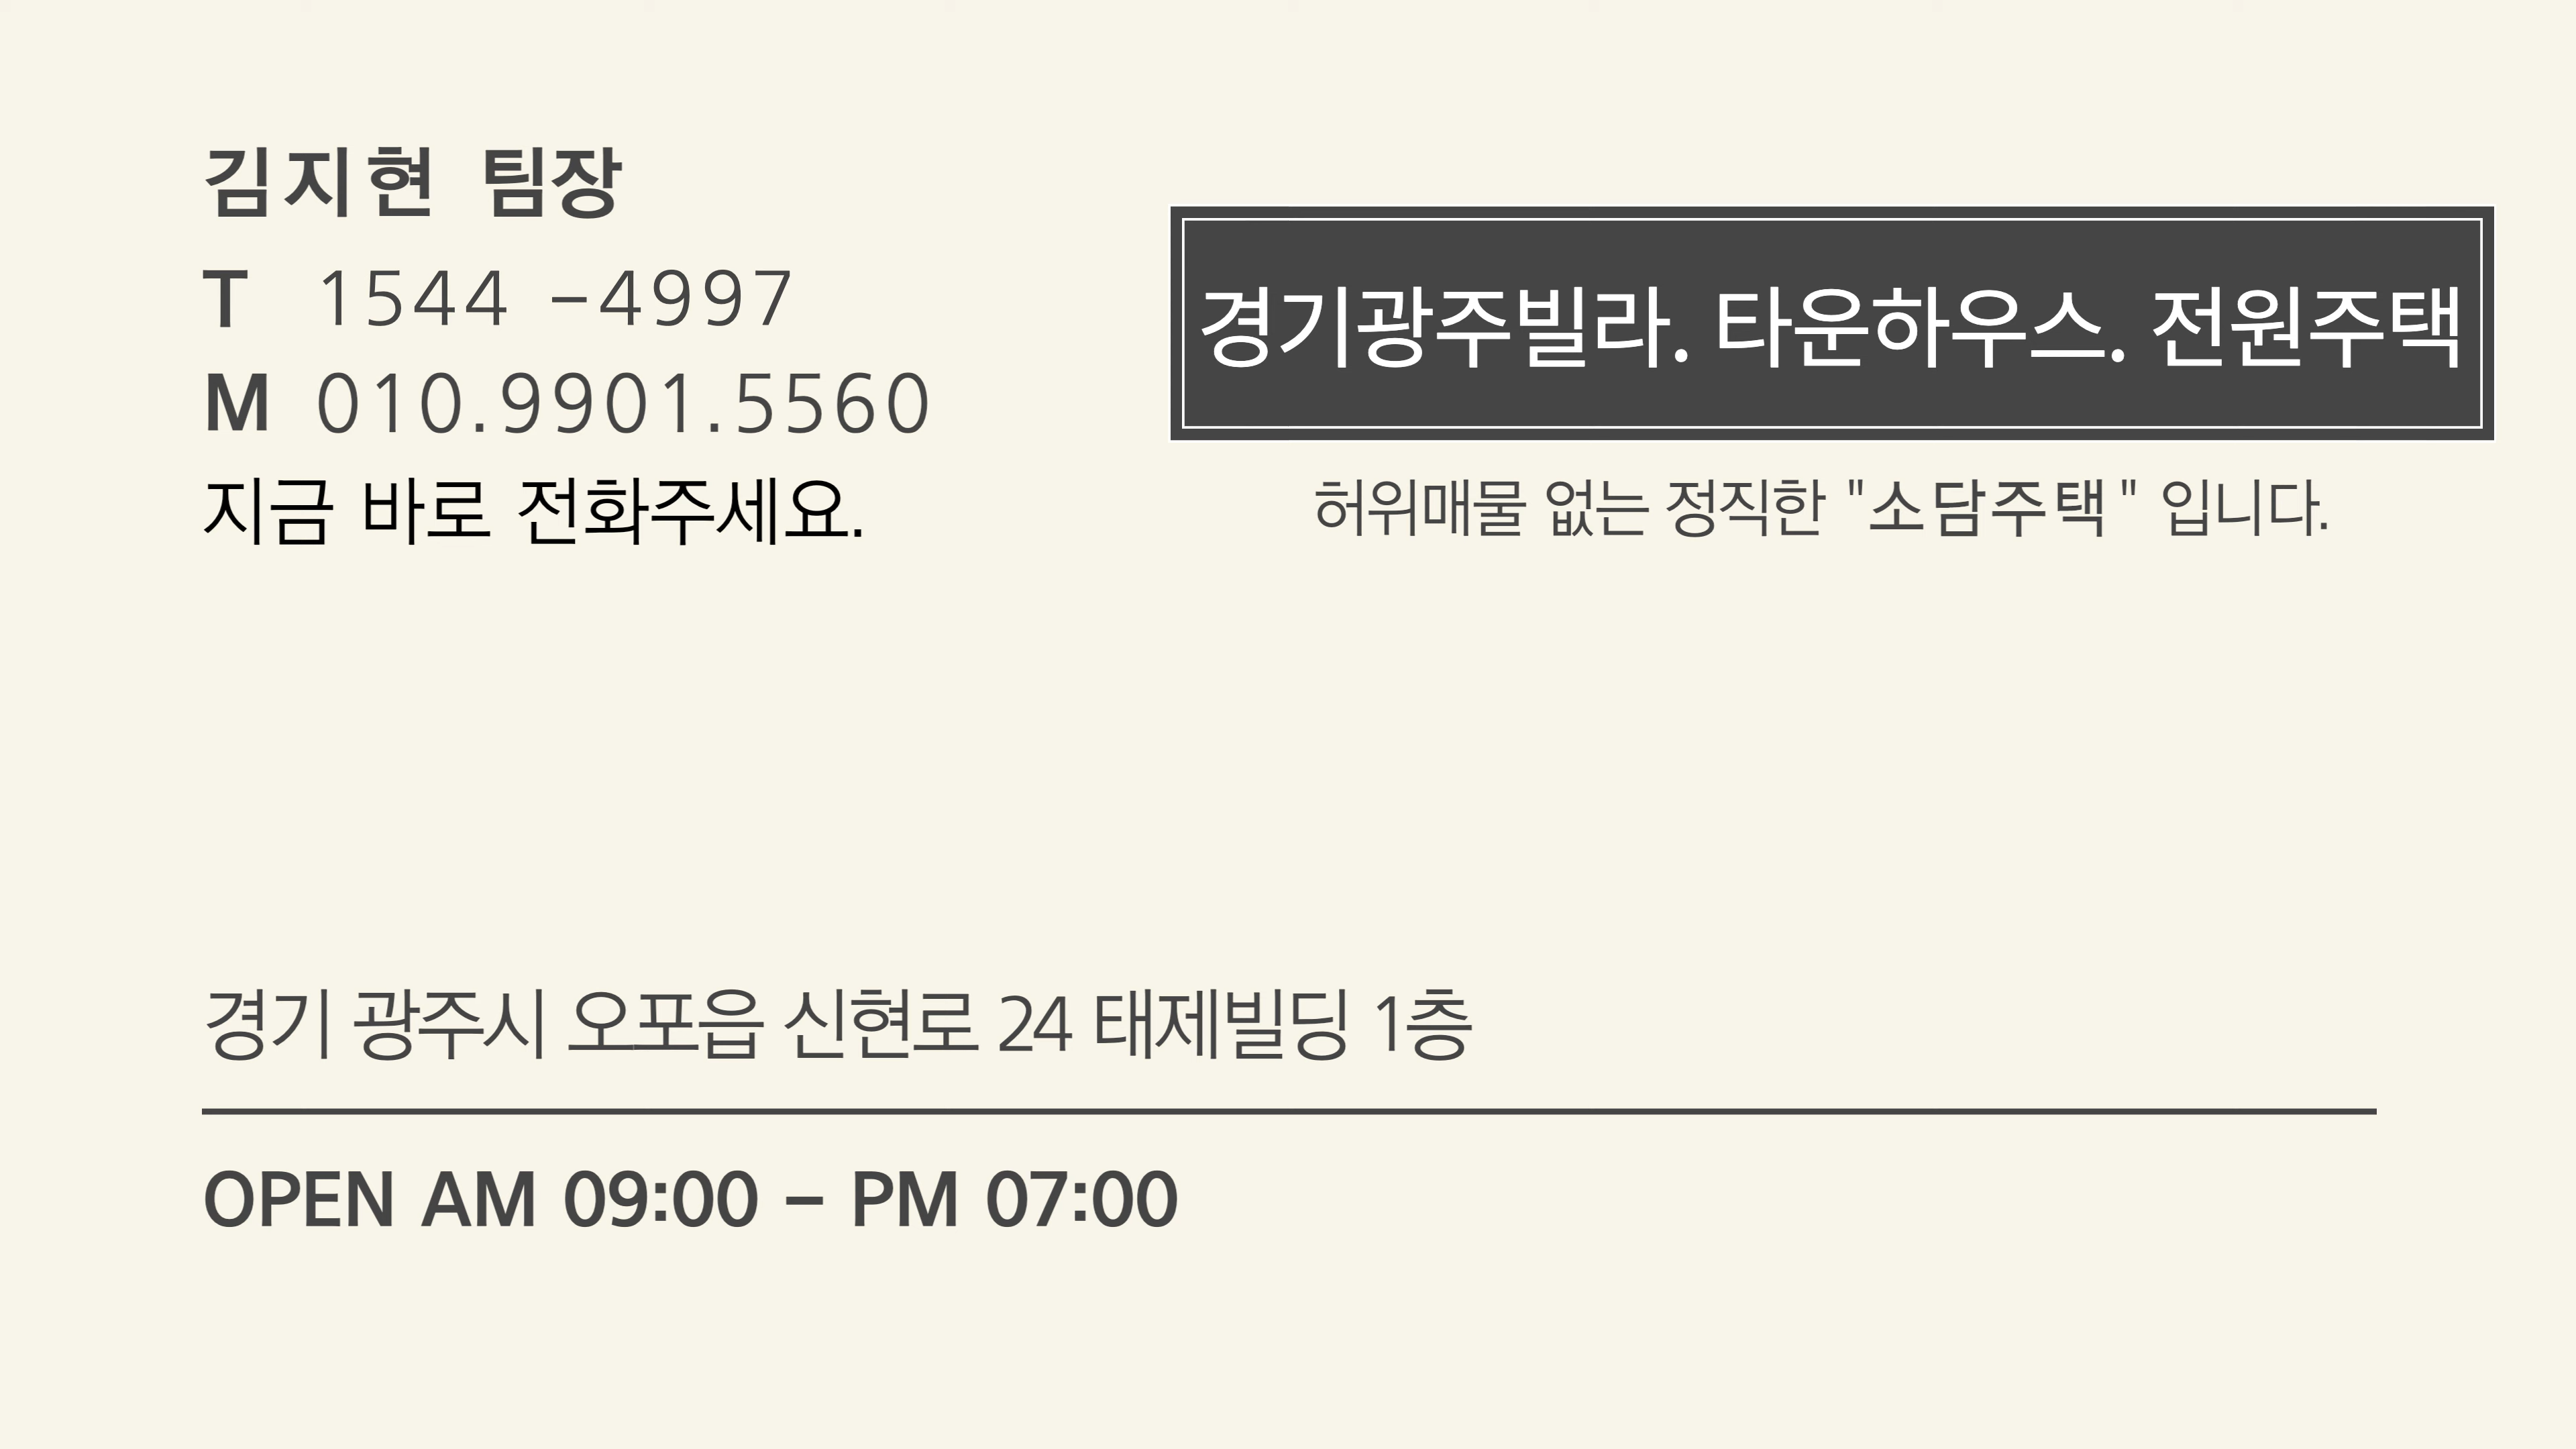 김지현 팀장
T 1544 -4997
M 010.9901.5560
지금 바로 전화주세요.
경기광주빌라. 타운하우스. 전원주택
허위매물 없는 정직한 "소담주택" 입니다.
경기 광주시 오포읍 신현로 24 태제빌딩 1층
OPEN AM 09:00 - PM 07:00